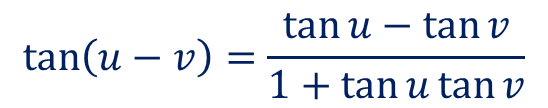 tan(u − v) = (tan u − tan v) / (1 + tan u tan v)